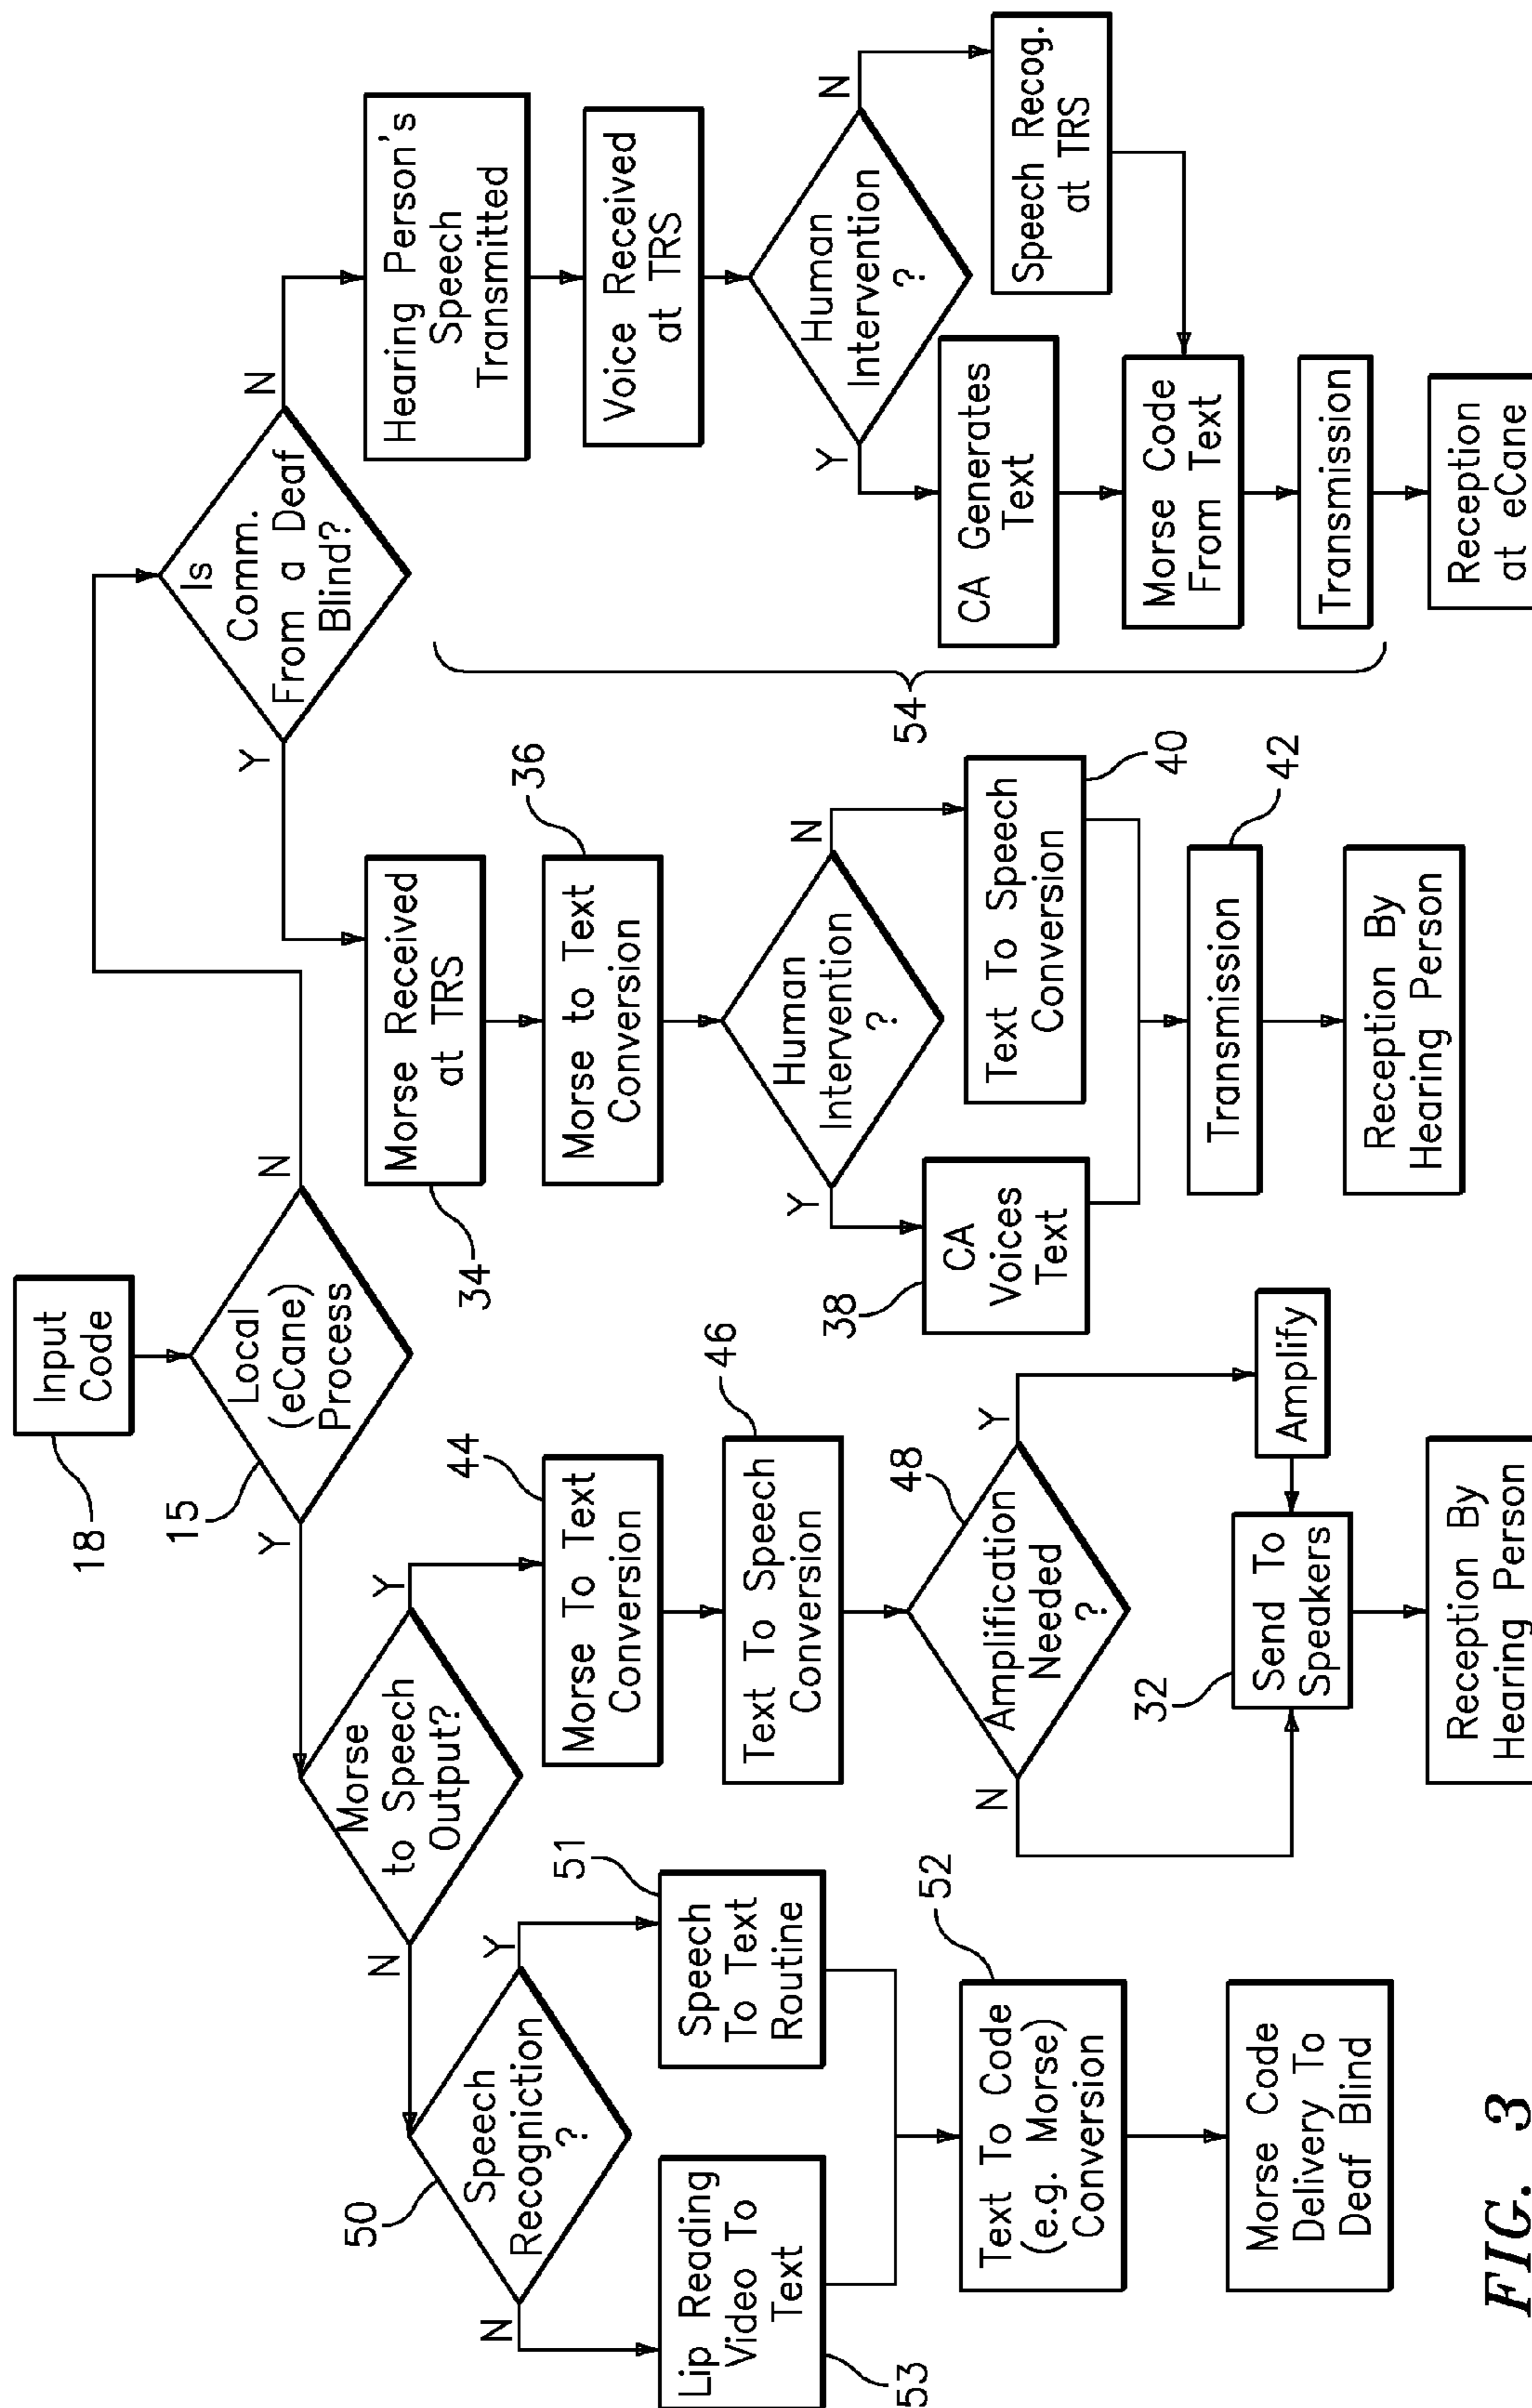 Input
Code
18
Local
(eCane)
Process
15
Y
N
Morse
to Speech
Output?
N
Y
Speech
Recogniction
?
50
N
Y
Lip Reading
Video To
Text
53
Speech
To Text
Routine
51
Text To Code
(e.g. Morse)
Conversion
52
Morse Code
Delivery To
Deaf Blind
Morse To Text
Conversion
44
Text To Speech
Conversion
46
Amplification
Needed
?
48
N
Y
Amplify
Send To
Speakers
32
Reception By
Hearing Person
Is
Comm.
From a Deaf
Blind?
Y
N
Morse Received
at TRS
34
Morse to Text
Conversion
36
Human
Intervention
?
Y
N
CA
Voices
Text
38
Text To Speech
Conversion
40
Transmission
42
Reception By
Hearing Person
54
Hearing Person's
Speech
Transmitted
Voice Received
at TRS
Human
Intervention
?
Y
N
CA Generates
Text
Speech Recog.
at TRS
Morse Code
From Text
Transmission
Reception
at eCane
FIG. 3